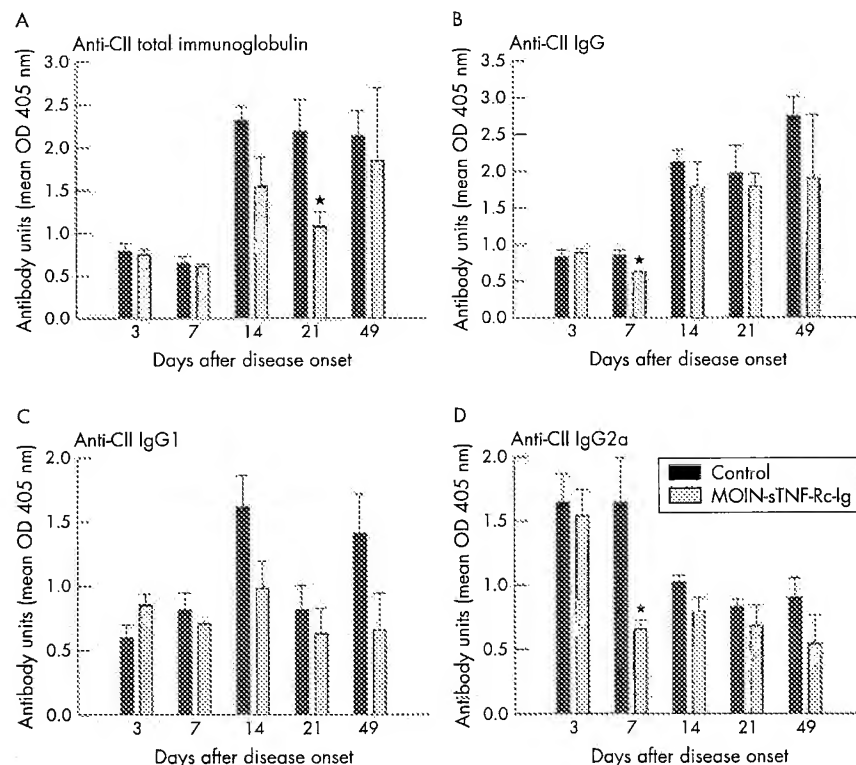 A
Anti-CII total immunoglobulin
Antibody units (mean OD 405 nm)
3.0
2.5
2.0
1.5
1.0
0.5
0.0
★
3 7 14 21 49
Days after disease onset
B
Anti-CII IgG
Antibody units (mean OD 405 nm)
3.5
3.0
2.5
2.0
1.5
1.0
0.5
0.0
★
3 7 14 21 49
Days after disease onset
C
Anti-CII IgG1
Antibody units (mean OD 405 nm)
2.0
1.5
1.0
0.5
0.0
3 7 14 21 49
Days after disease onset
D
Anti-CII IgG2a
Antibody units (mean OD 405 nm)
2.0
1.5
1.0
0.5
0.0
Control
MOIN-sTNF-Rc-Ig
★
3 7 14 21 49
Days after disease onset